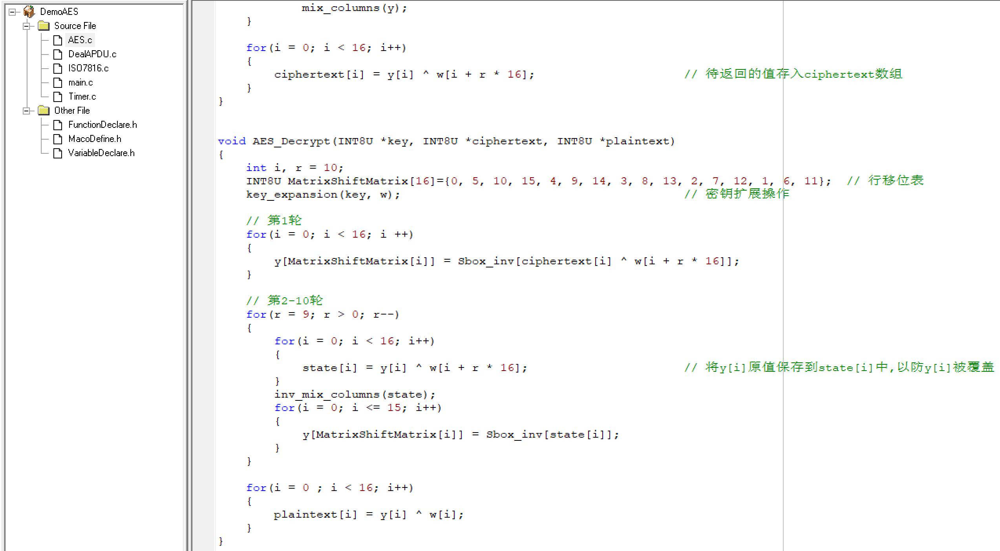 DemoAES
Source File
AES.c
DealAPDU.c
ISO7816.c
main.c
Timer.c
Other File
FunctionDeclare.h
MacoDefine.h
VariableDeclare.h
mix_columns(y);
}
for(i = 0; i < 16; i++)
{
ciphertext[i] = y[i] ^ w[i + r * 16]; // 待返回的值存入ciphertext数组
}
}
void AES_Decrypt(INT8U *key, INT8U *ciphertext, INT8U *plaintext)
{
int i, r = 10;
INT8U MatrixShiftMatrix[16]={0, 5, 10, 15, 4, 9, 14, 3, 8, 13, 2, 7, 12, 1, 6, 11}; // 行移位表
key_expansion(key, w); // 密钥扩展操作
// 第1轮
for(i = 0; i < 16; i ++)
{
y[MatrixShiftMatrix[i]] = Sbox_inv[ciphertext[i] ^ w[i + r * 16]];
}
// 第2-10轮
for(r = 9; r > 0; r--)
{
for(i = 0; i < 16; i++)
{
state[i] = y[i] ^ w[i + r * 16]; // 将y[i]原值保存到state[i]中,以防y[i]被覆盖
}
inv_mix_columns(state);
for(i = 0; i <= 15; i++)
{
y[MatrixShiftMatrix[i]] = Sbox_inv[state[i]];
}
}
for(i = 0 ; i < 16; i++)
{
plaintext[i] = y[i] ^ w[i];
}
}